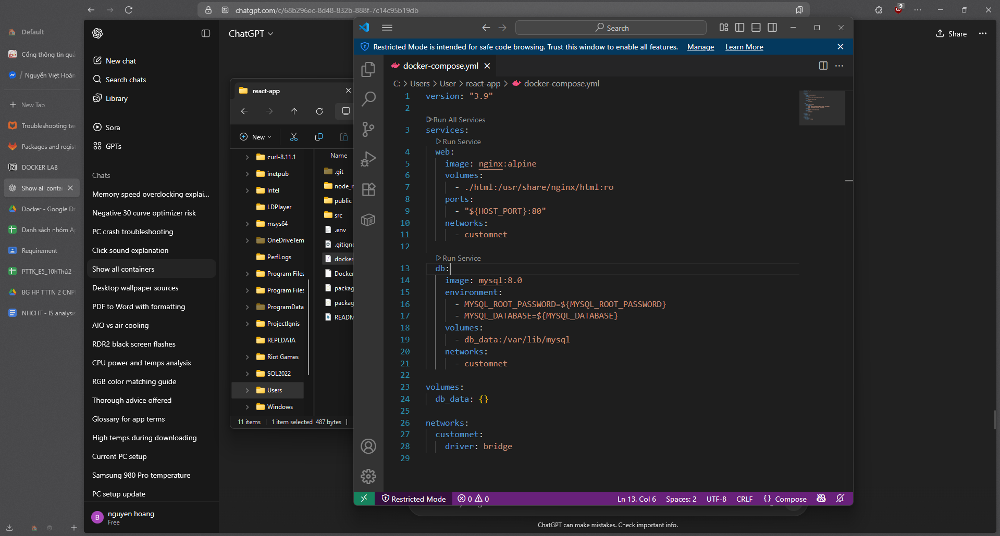 chatgpt.com/c/68b296ec-8d48-832b-888f-7c14c95b19db
9
Default
Cổng thông tin quả
/ Nguyễn Việt Hoàn
New Tab
Troubleshooting tw
Packages and regist
DOCKER LAB
Show all contai
Docker - Google Dr
Danh sách nhóm Ap
Requirement
PTTK_E5_10hThứ2 -
BG HP TTTN 2 CNP
NHCHT - IS analysis
New chat
Search chats
Library
Sora
GPTs
Chats
Memory speed overclocking explai...
Negative 30 curve optimizer risk
PC crash troubleshooting
Click sound explanation
Show all containers
Desktop wallpaper sources
PDF to Word with formatting
AIO vs air cooling
RDR2 black screen flashes
CPU power and temps analysis
RGB color matching guide
Thorough advice offered
Glossary for app terms
High temps during downloading
Current PC setup
Samsung 980 Pro temperature
PC setup update
B
nguyen hoang
Free
ChatGPT
Share
react-app
New
curl-8.11.1
inetpub
Intel
LDPlayer
msys64
OneDriveTem
PerfLogs
Program Files
Program Files
ProgramData
ProjectIgnis
REPLDATA
Riot Games
SQL2022
Users
Windows
Name
.git
node_r
public
src
.env
.gitigno
docker
Docker
packag
packag
READM
11 items
1 item selected 487 bytes
Search
Restricted Mode is intended for safe code browsing. Trust this window to enable all features. Manage Learn More
docker-compose.yml
C: > Users > User > react-app > docker-compose.yml
1 version: "3.9"
2
Run All Services
3 services:
Run Service
4 web:
5 image: nginx:alpine
6 volumes:
7 - ./html:/usr/share/nginx/html:ro
8 ports:
9 - "${HOST_PORT}:80"
10 networks:
11 - customnet
12
Run Service
13 db:
14 image: mysql:8.0
15 environment:
16 - MYSQL_ROOT_PASSWORD=${MYSQL_ROOT_PASSWORD}
17 - MYSQL_DATABASE=${MYSQL_DATABASE}
18 volumes:
19 - db_data:/var/lib/mysql
20 networks:
21 - customnet
22
23 volumes:
24 db_data: {}
25
26 networks:
27 customnet:
28 driver: bridge
29
Restricted Mode
0 0
Ln 13, Col 6
Spaces: 2
UTF-8
CRLF
{} Compose
ChatGPT can make mistakes. Check important info.